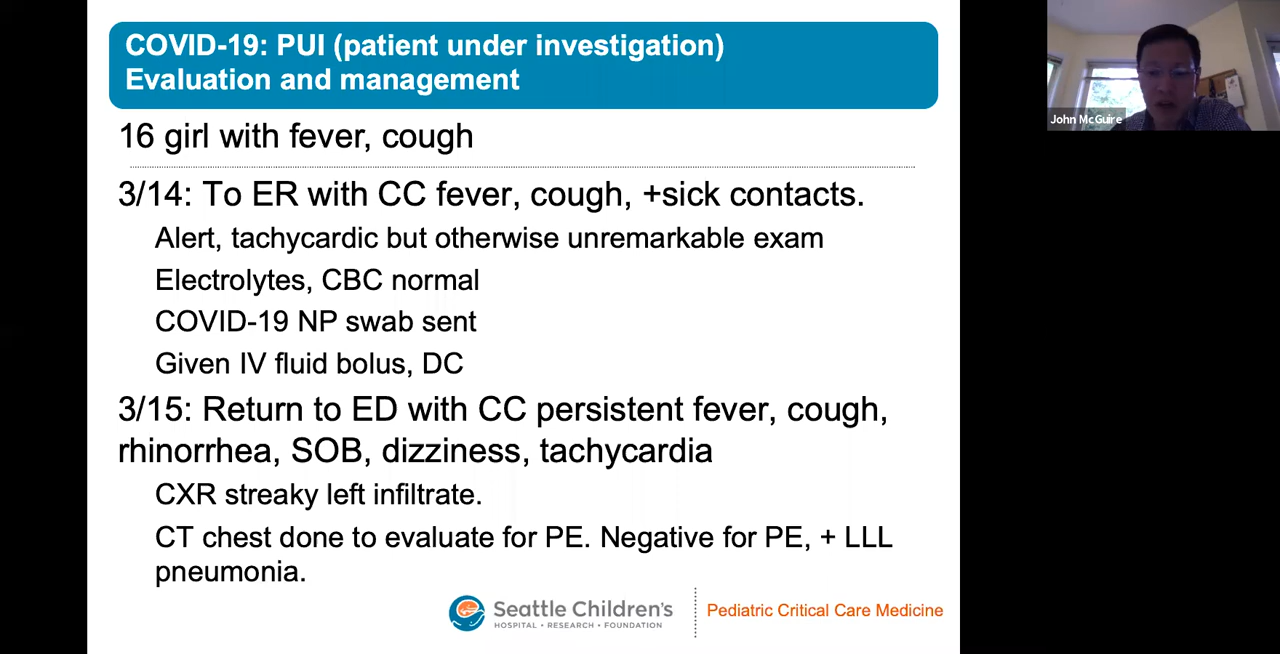 COVID-19: PUI (patient under investigation)
Evaluation and management
16 girl with fever, cough
3/14: To ER with CC fever, cough, +sick contacts.
Alert, tachycardic but otherwise unremarkable exam
Electrolytes, CBC normal
COVID-19 NP swab sent
Given IV fluid bolus, DC
3/15: Return to ED with CC persistent fever, cough,
rhinorrhea, SOB, dizziness, tachycardia
CXR streaky left infiltrate.
CT chest done to evaluate for PE. Negative for PE, + LLL
pneumonia.
Seattle Children's
HOSPITAL • RESEARCH • FOUNDATION
Pediatric Critical Care Medicine
John McGuire